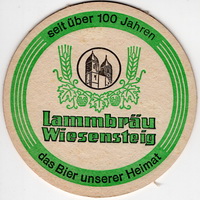 seit über 100 Jahren
Lammbräu
Wiesensteig
das Bier unserer Heimat